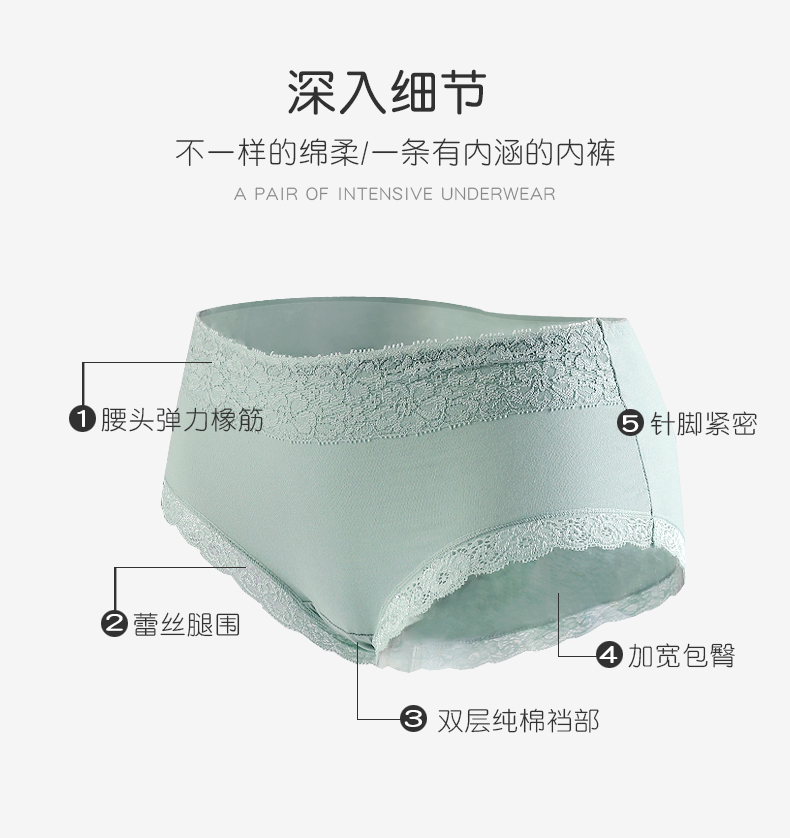 深入细节
不一样的绵柔/一条有内涵的内裤
A PAIR OF INTENSIVE UNDERWEAR
1 腰头弹力橡筋
5 针脚紧密
2 蕾丝腿围
4 加宽包臀
3 双层纯棉裆部